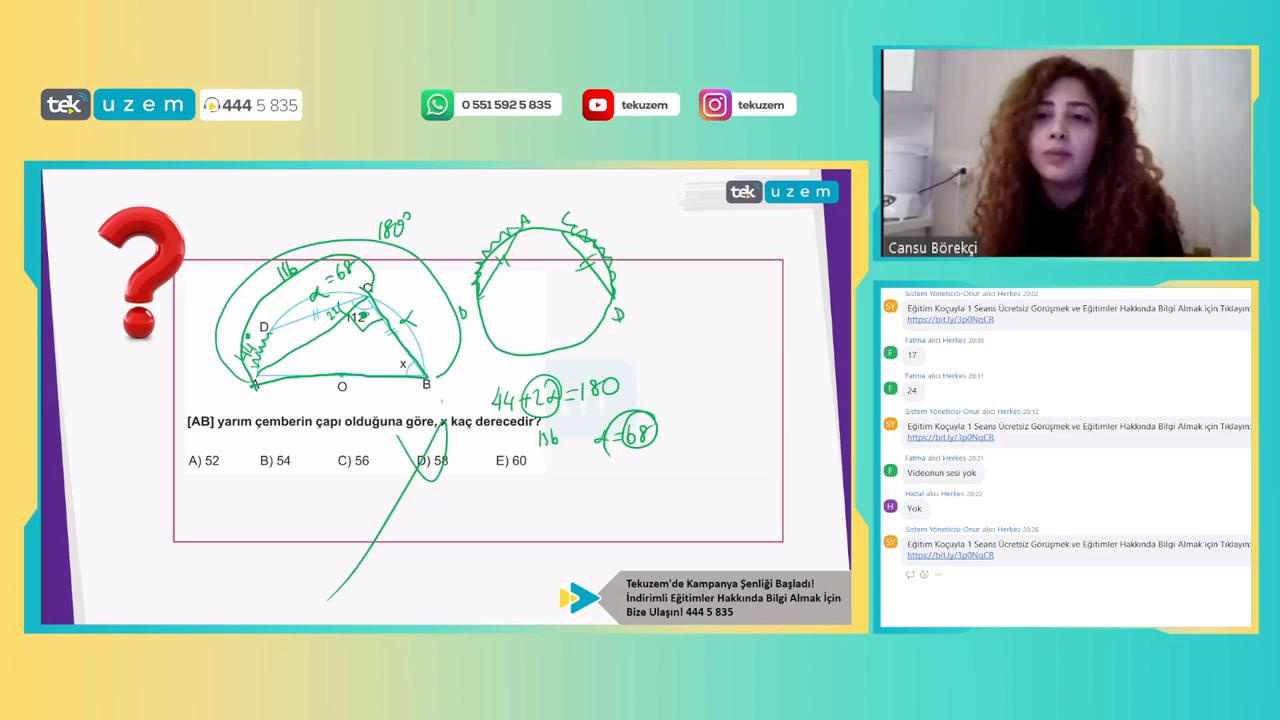 tek uzem 444 5 835
0 551 592 5 835
tekuzem
tekuzem
tek uzem
180°
116
α=68
A C
C
D
22
112
α
D
44°
x
A O B
44+2α=180
[AB] yarım çemberin çapı olduğuna göre, x kaç derecedir?
136 α=68
A) 52 B) 54 C) 56 D) 58 E) 60
Tekuzem'de Kampanya Şenliği Başladı!
İndirimli Eğitimler Hakkında Bilgi Almak İçin
Bize Ulaşın! 444 5 835
Cansu Börekçi
Sistem Yöneticisi-Onur alıcı Herkes 20:02
SY
Eğitim Koçuyla 1 Seans Ücretsiz Görüşmek ve Eğitimler Hakkında Bilgi Almak için Tıklayın:
https://bit.ly/3p0NqCR
Fatma alıcı Herkes 20:05
F 17
Fatma alıcı Herkes 20:11
F 24
Sistem Yöneticisi-Onur alıcı Herkes 20:12
SY
Eğitim Koçuyla 1 Seans Ücretsiz Görüşmek ve Eğitimler Hakkında Bilgi Almak için Tıklayın:
https://bit.ly/3p0NqCR
Fatma alıcı Herkes 20:21
F Videonun sesi yok
Hazal alıcı Herkes 20:22
H Yok
Sistem Yöneticisi-Onur alıcı Herkes 20:26
SY
Eğitim Koçuyla 1 Seans Ücretsiz Görüşmek ve Eğitimler Hakkında Bilgi Almak için Tıklayın:
https://bit.ly/3p0NqCR